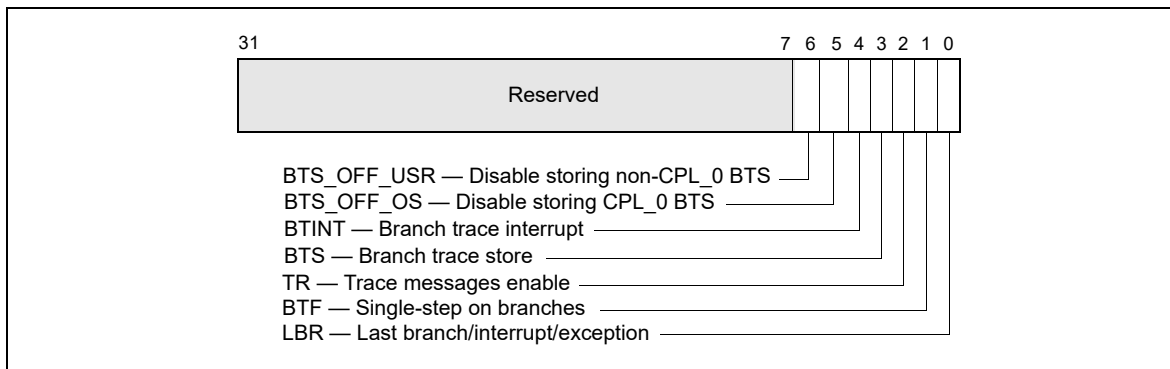 31 7 6 5 4 3 2 1 0
Reserved
BTS_OFF_USR — Disable storing non-CPL_0 BTS
BTS_OFF_OS — Disable storing CPL_0 BTS
BTINT — Branch trace interrupt
BTS — Branch trace store
TR — Trace messages enable
BTF — Single-step on branches
LBR — Last branch/interrupt/exception